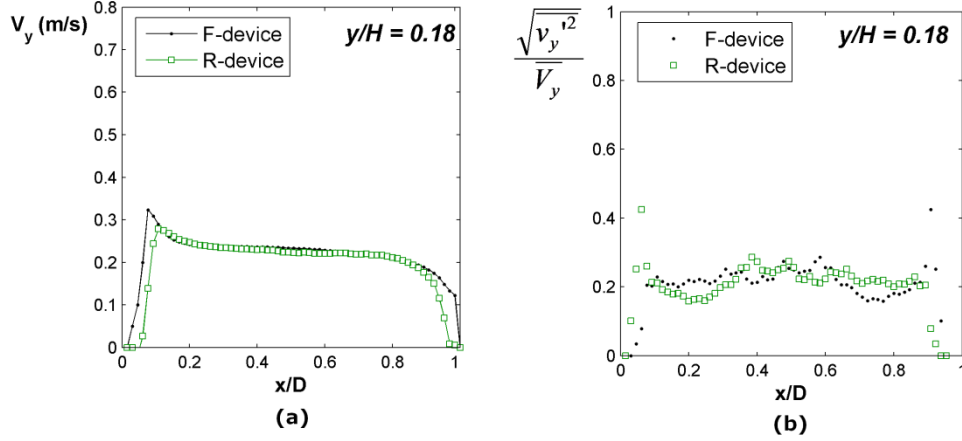 V_y (m/s)
0.8
0.7
0.6
0.5
0.4
0.3
0.2
0.1
0
F-device
R-device
y/H = 0.18
0 0.2 0.4 0.6 0.8 1
x/D
(a)
√(v_y'²)‾ / V_y‾
1
0.8
0.6
0.4
0.2
0
F-device
R-device
y/H = 0.18
0 0.2 0.4 0.6 0.8 1
x/D
(b)